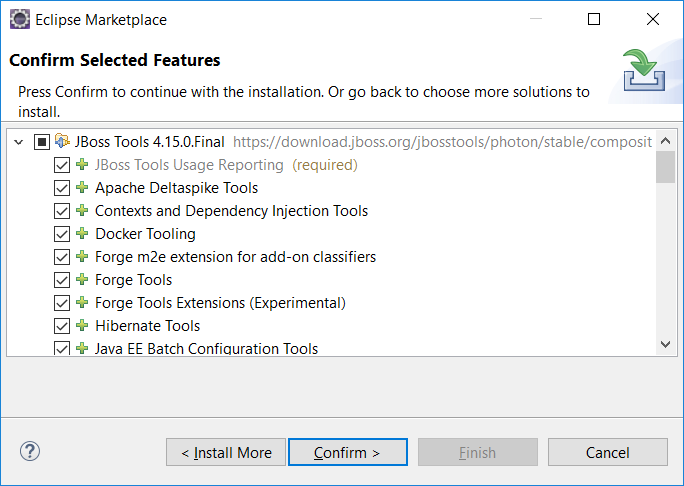 Eclipse Marketplace
Confirm Selected Features
Press Confirm to continue with the installation. Or go back to choose more solutions to
install.
JBoss Tools 4.15.0.Final https://download.jboss.org/jbosstools/photon/stable/composit
JBoss Tools Usage Reporting (required)
Apache Deltaspike Tools
Contexts and Dependency Injection Tools
Docker Tooling
Forge m2e extension for add-on classifiers
Forge Tools
Forge Tools Extensions (Experimental)
Hibernate Tools
Java EE Batch Configuration Tools
? < Install More Confirm > Finish Cancel